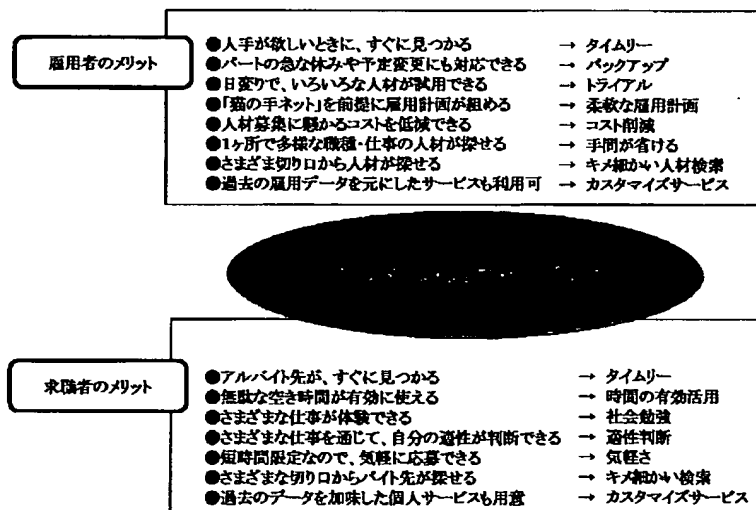 雇用者のメリット
●人手が欲しいときに、すぐに見つかる → タイムリー
●パートの急な休みや予定変更にも対応できる → バックアップ
●日変りで、いろいろな人材が試用できる → トライアル
●「猫の手ネット」を前提に雇用計画が組める → 柔軟な雇用計画
●人材募集に懸かるコストを低減できる → コスト削減
●1ヶ所で多様な職種・仕事の人材が探せる → 手間が省ける
●さまざま切り口から人材が探せる → キメ細かい人材検索
●過去の雇用データを元にしたサービスも利用可 → カスタマイズサービス
求職者のメリット
●アルバイト先が、すぐに見つかる → タイムリー
●無駄な空き時間が有効に使える → 時間の有効活用
●さまざまな仕事が体験できる → 社会勉強
●さまざまな仕事を通じて、自分の適性が判断できる → 適性判断
●短時間限定なので、気軽に応募できる → 気軽さ
●さまざまな切り口からバイト先が探せる → キメ細かい検索
●過去のデータを加味した個人サービスも用意 → カスタマイズサービス